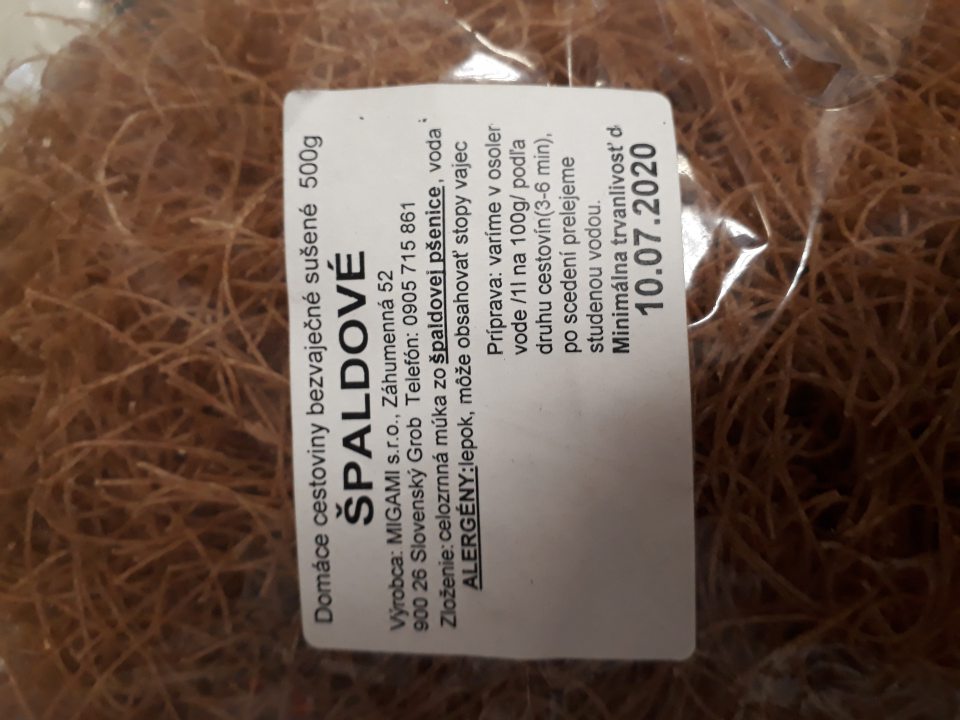 Domáce cestoviny bezvaječné sušené 500g
ŠPALDOVÉ
Výrobca: MIGAMI s.r.o., Záhumenná 52
900 26 Slovenský Grob Telefón: 0905 715 861
Zloženie: celozrnná múka zo špaldovej pšenice, voda
ALERGÉNY:lepok, môže obsahovať stopy vajec
Príprava: varíme v osoler
vode /1l na 100g/ podľa
druhu cestovín(3-6 min),
po scedení prelejeme
studenou vodou.
Minimálna trvanlivosť d
10.07.2020